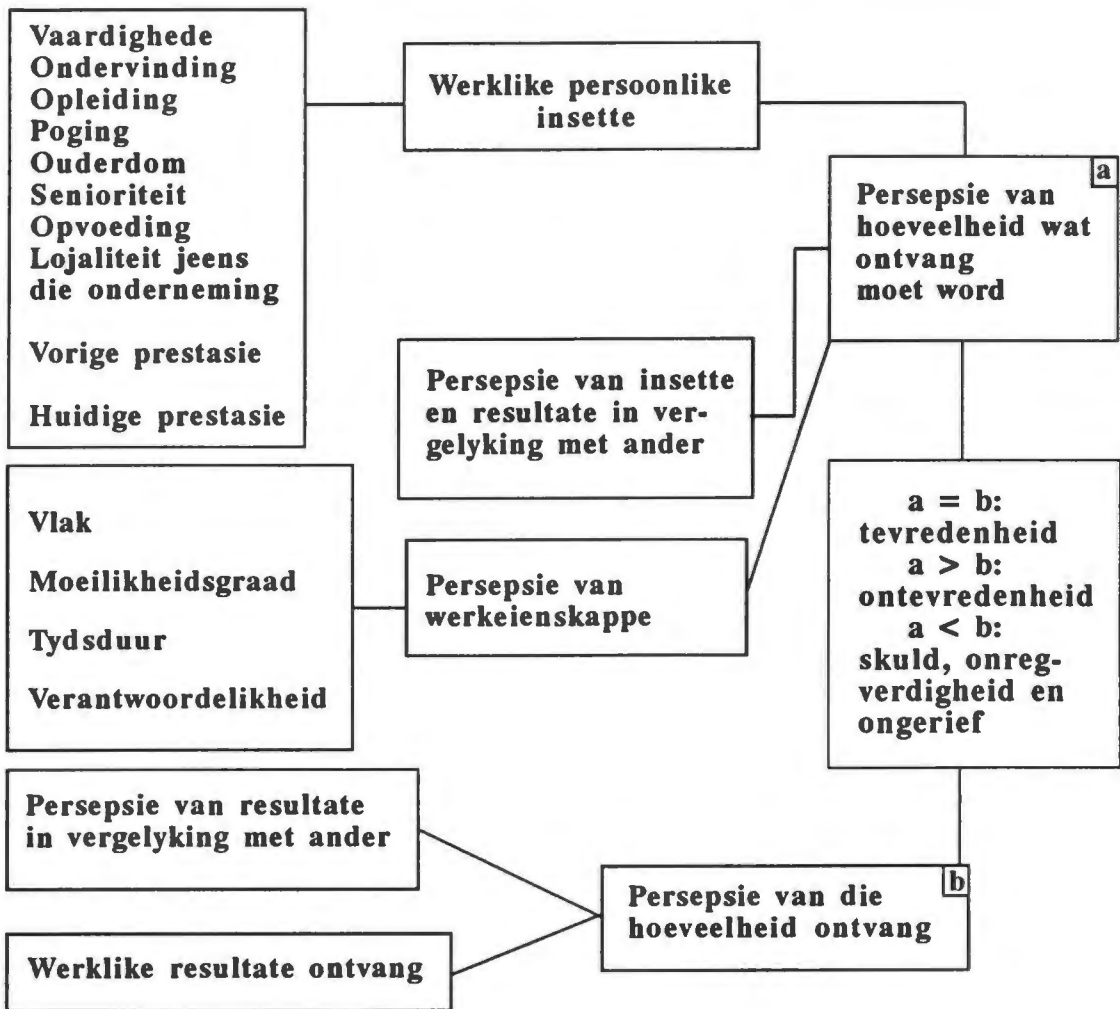 Vaardighede
Ondervinding
Opleiding
Poging
Ouderdom
Senioriteit
Opvoeding
Lojaliteit jeens
die onderneming
Vorige prestasie
Huidige prestasie
Werklike persoonlike
insette
a
Persepsie van
hoeveelheid wat
ontvang
moet word
Persepsie van insette
en resultate in ver-
gelyking met ander
Vlak
Moeilikheidsgraad
Tydsduur
Verantwoordelikheid
Persepsie van
werkeienskappe
a = b:
tevredenheid
a > b:
ontevredenheid
a < b:
skuld, onreg-
verdigheid en
ongerief
Persepsie van resultate
in vergelyking met ander
b
Persepsie van die
hoeveelheid ontvang
Werklike resultate ontvang